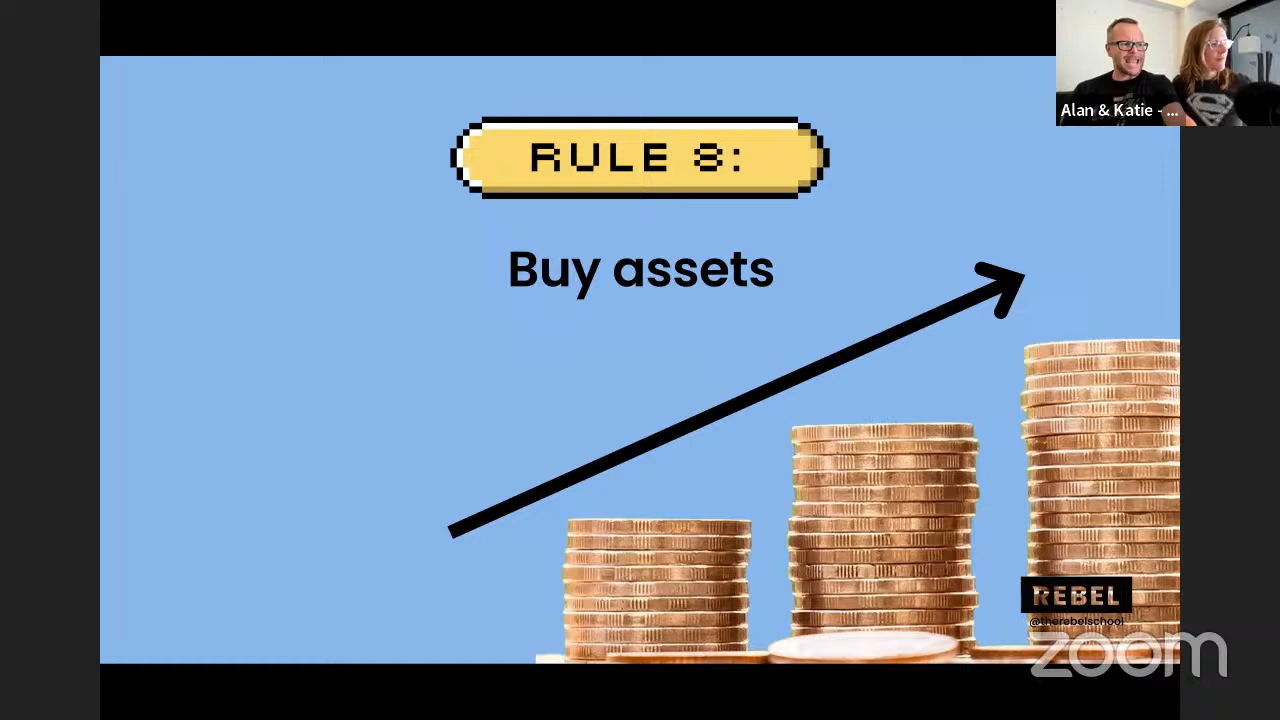 Alan & Katie - ...
RULE 8:
Buy assets
REBEL
@therebelschool
zoom